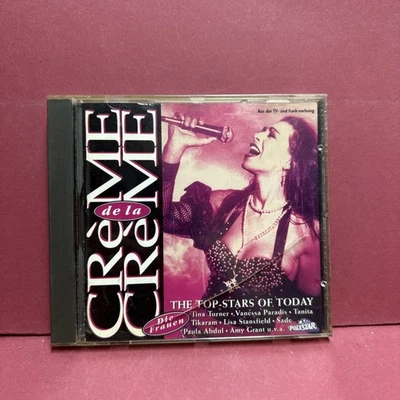 CRèME
de la
CRèME
Aus der TV- und Funkwerbung
THE TOP-STARS OF TODAY
Die Frauen
Tina Turner • Vanessa Paradis • Tanita
Tikaram • Lisa Stansfield • Sade
Paula Abdul • Amy Grant u.v.a.
POLYSTAR